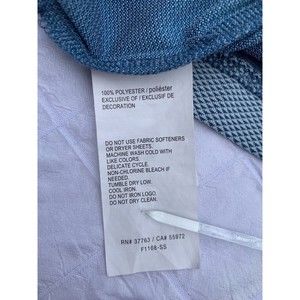 100% POLYESTER / poliéster
EXCLUSIVE OF / EXCLUSIF DE
DECORATION
DO NOT USE FABRIC SOFTENERS
OR DRYER SHEETS.
MACHINE WASH COLD WITH
LIKE COLORS.
DELICATE CYCLE.
NON-CHLORINE BLEACH IF
NEEDED.
TUMBLE DRY LOW.
COOL IRON.
DO NOT IRON LOGO.
DO NOT DRY CLEAN.
RN# 37763 / CA# 55972
F1168-SS